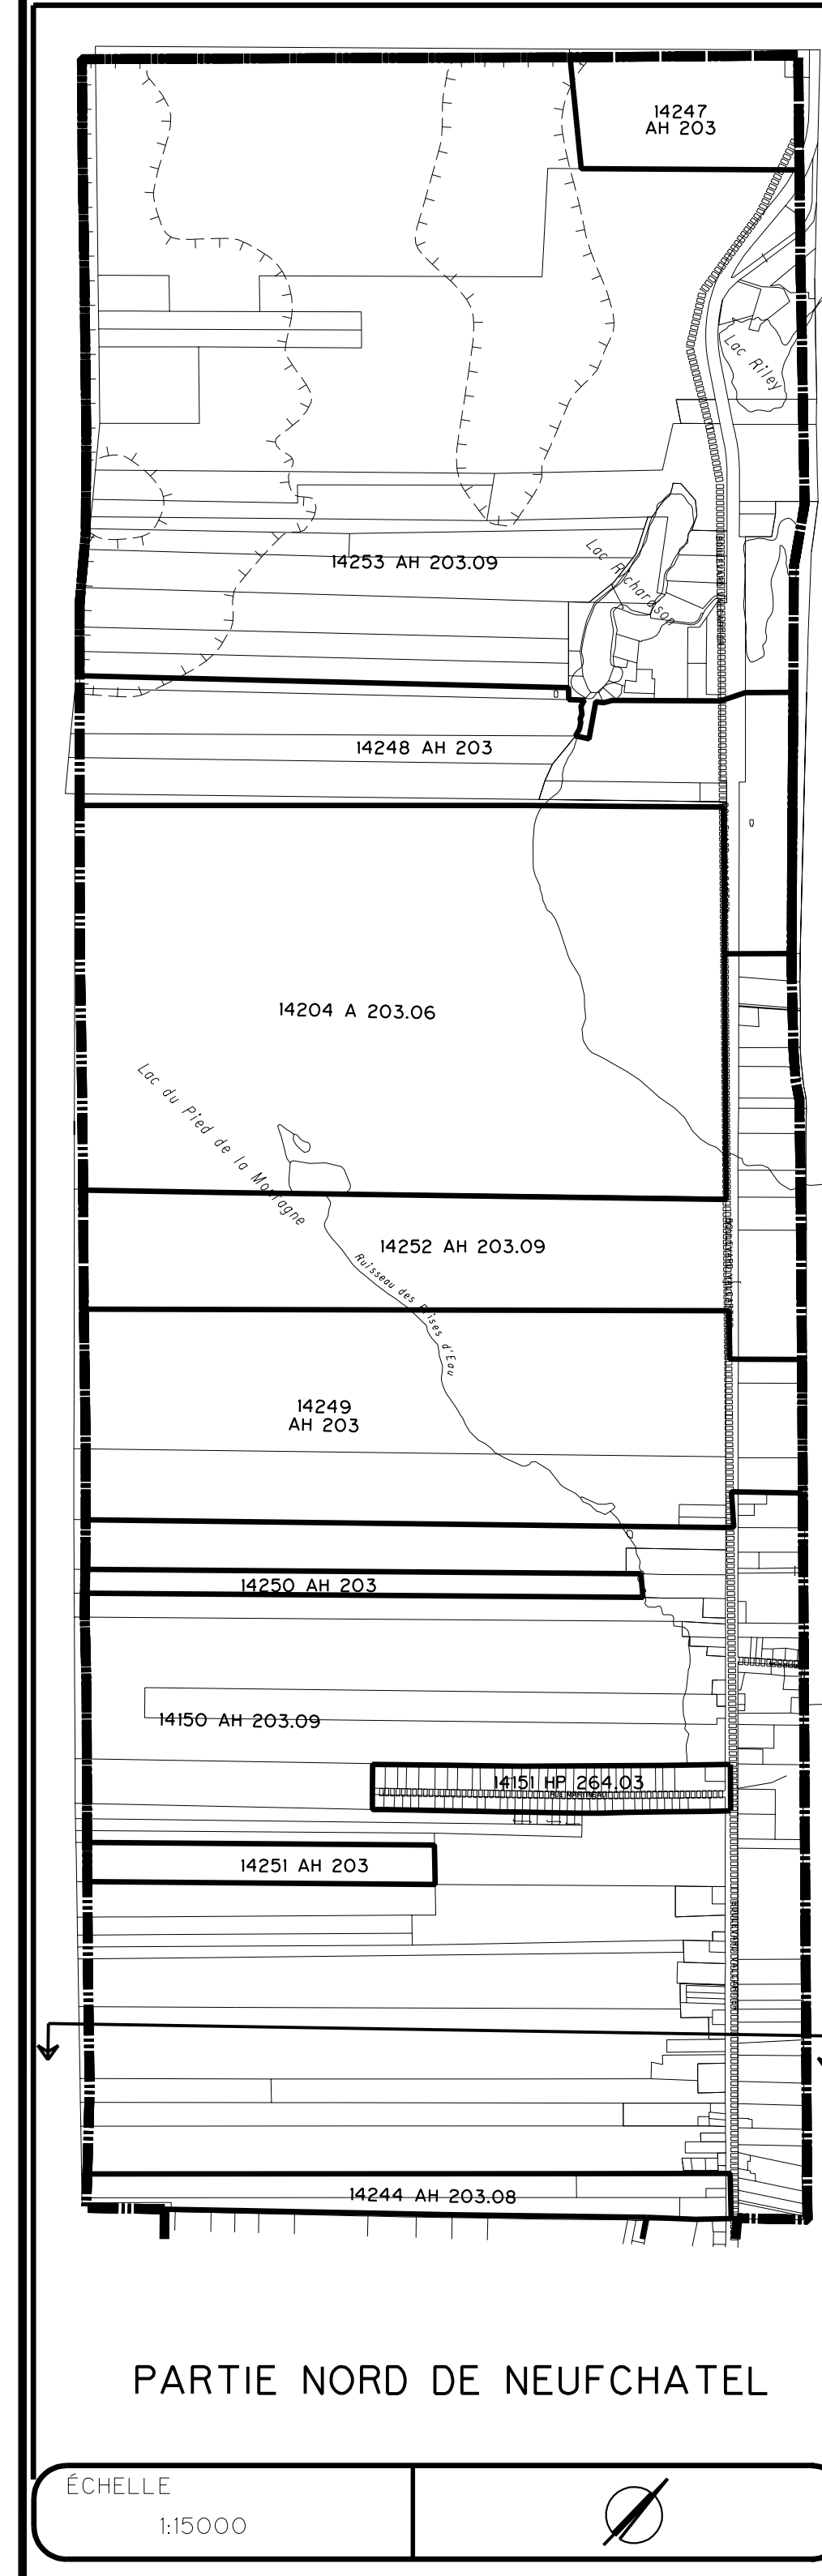 14247
AH 203
Lac Riley
Lac Richardson
14253 AH 203.09
14248 AH 203
14204 A 203.06
Lac du Pied de la Montagne
14252 AH 203.09
Ruisseau des Prises d'Eau
14249
AH 203
14250 AH 203
14150 AH 203.09
14151 HP 264.03
14251 AH 203
14244 AH 203.08
PARTIE NORD DE NEUFCHATEL
ÉCHELLE
1:15000